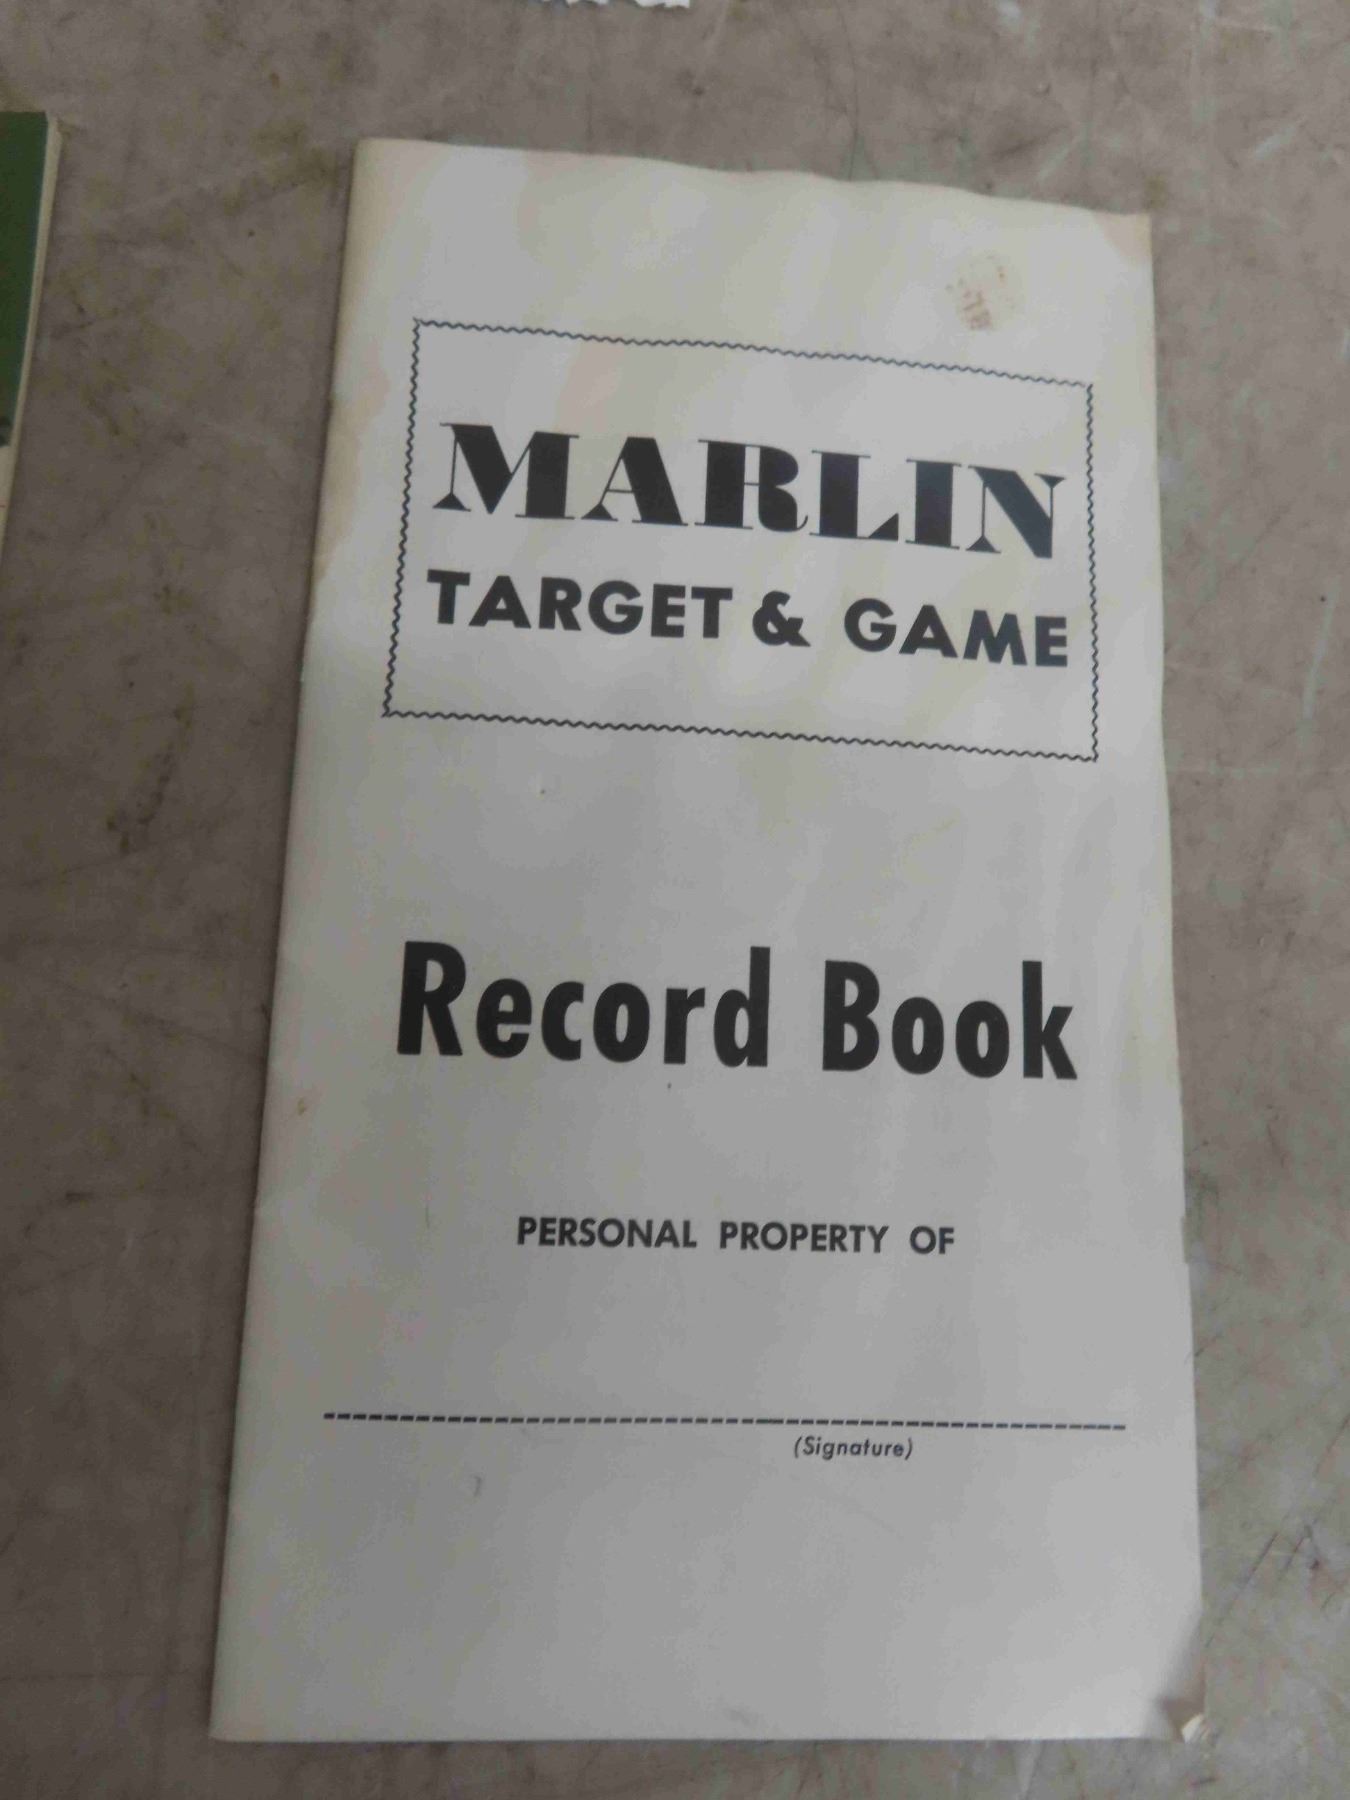 MARLIN
TARGET & GAME
Record Book
PERSONAL PROPERTY OF
(Signature)